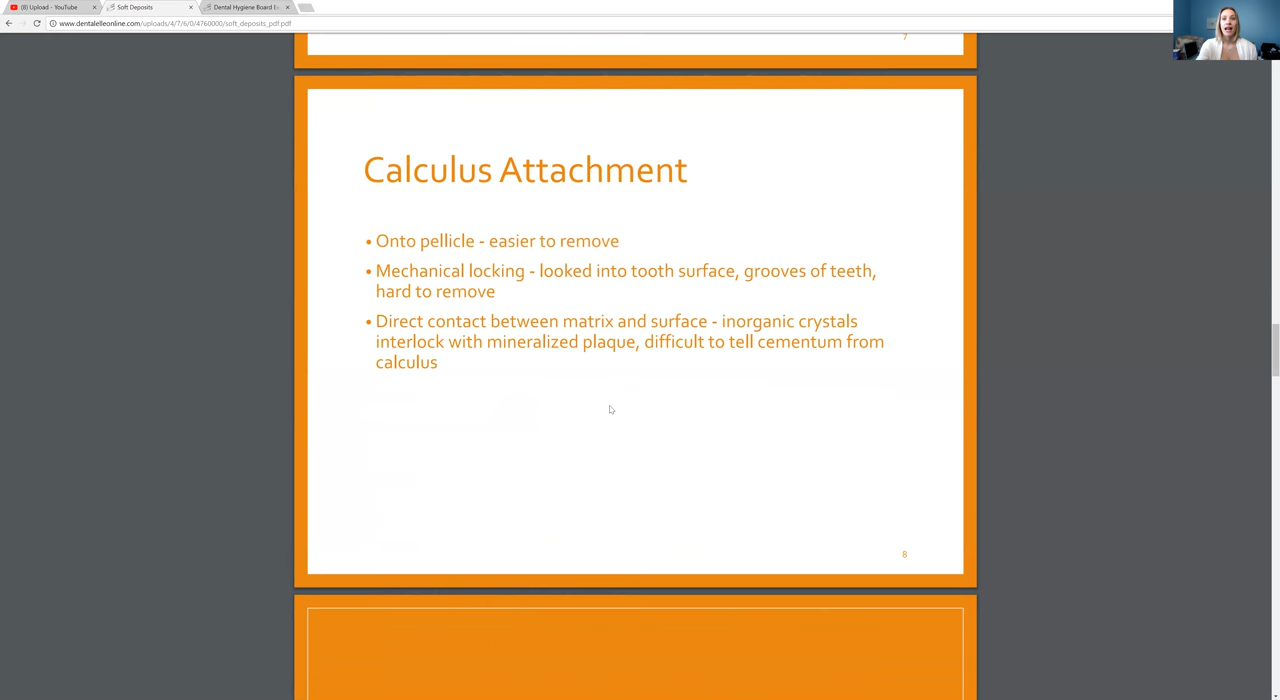 (8) Upload - YouTube
Soft Deposits
Dental Hygiene Board Ex
www.dentalelleonline.com/uploads/4/7/6/0/4760000/soft_deposits_pdf.pdf
7
Calculus Attachment
• Onto pellicle - easier to remove
• Mechanical locking - looked into tooth surface, grooves of teeth,
hard to remove
• Direct contact between matrix and surface - inorganic crystals
interlock with mineralized plaque, difficult to tell cementum from
calculus
8